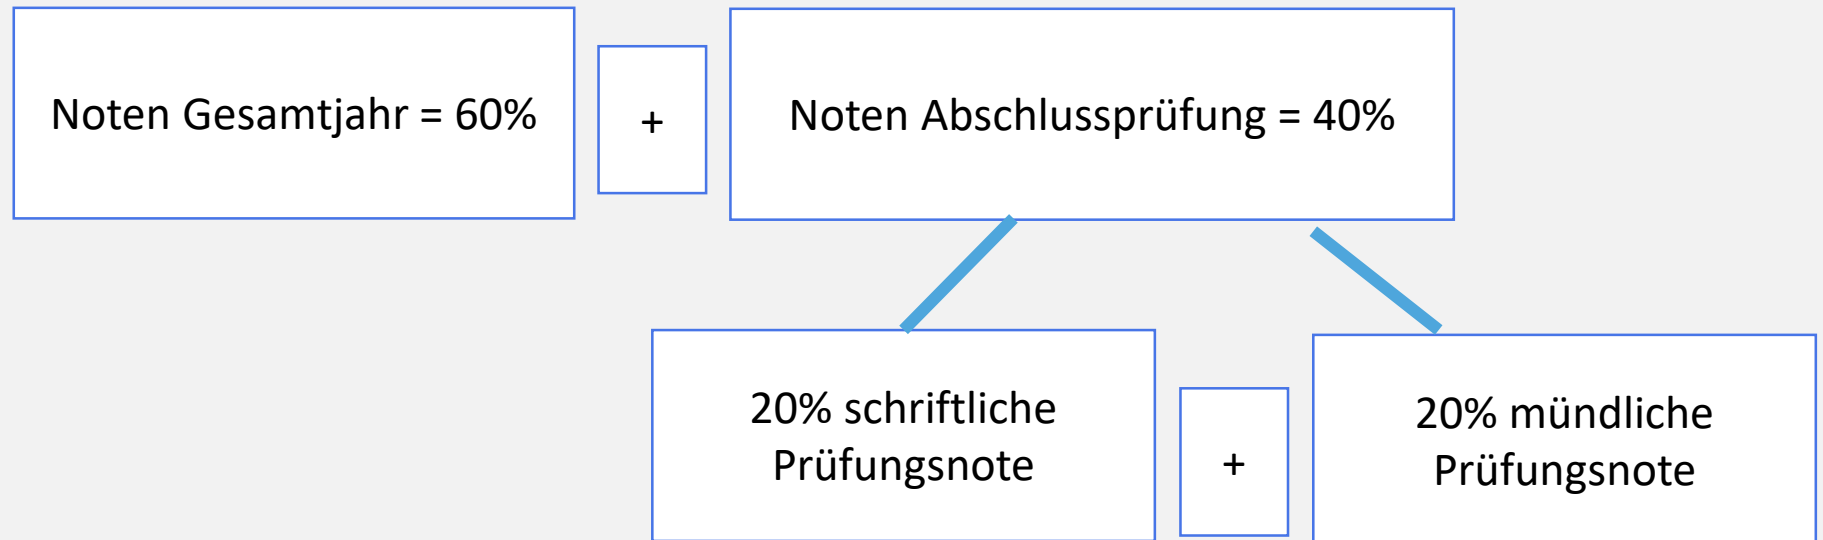 Noten Gesamtjahr = 60%
+
Noten Abschlussprüfung = 40%
20% schriftliche
Prüfungsnote
+
20% mündliche
Prüfungsnote